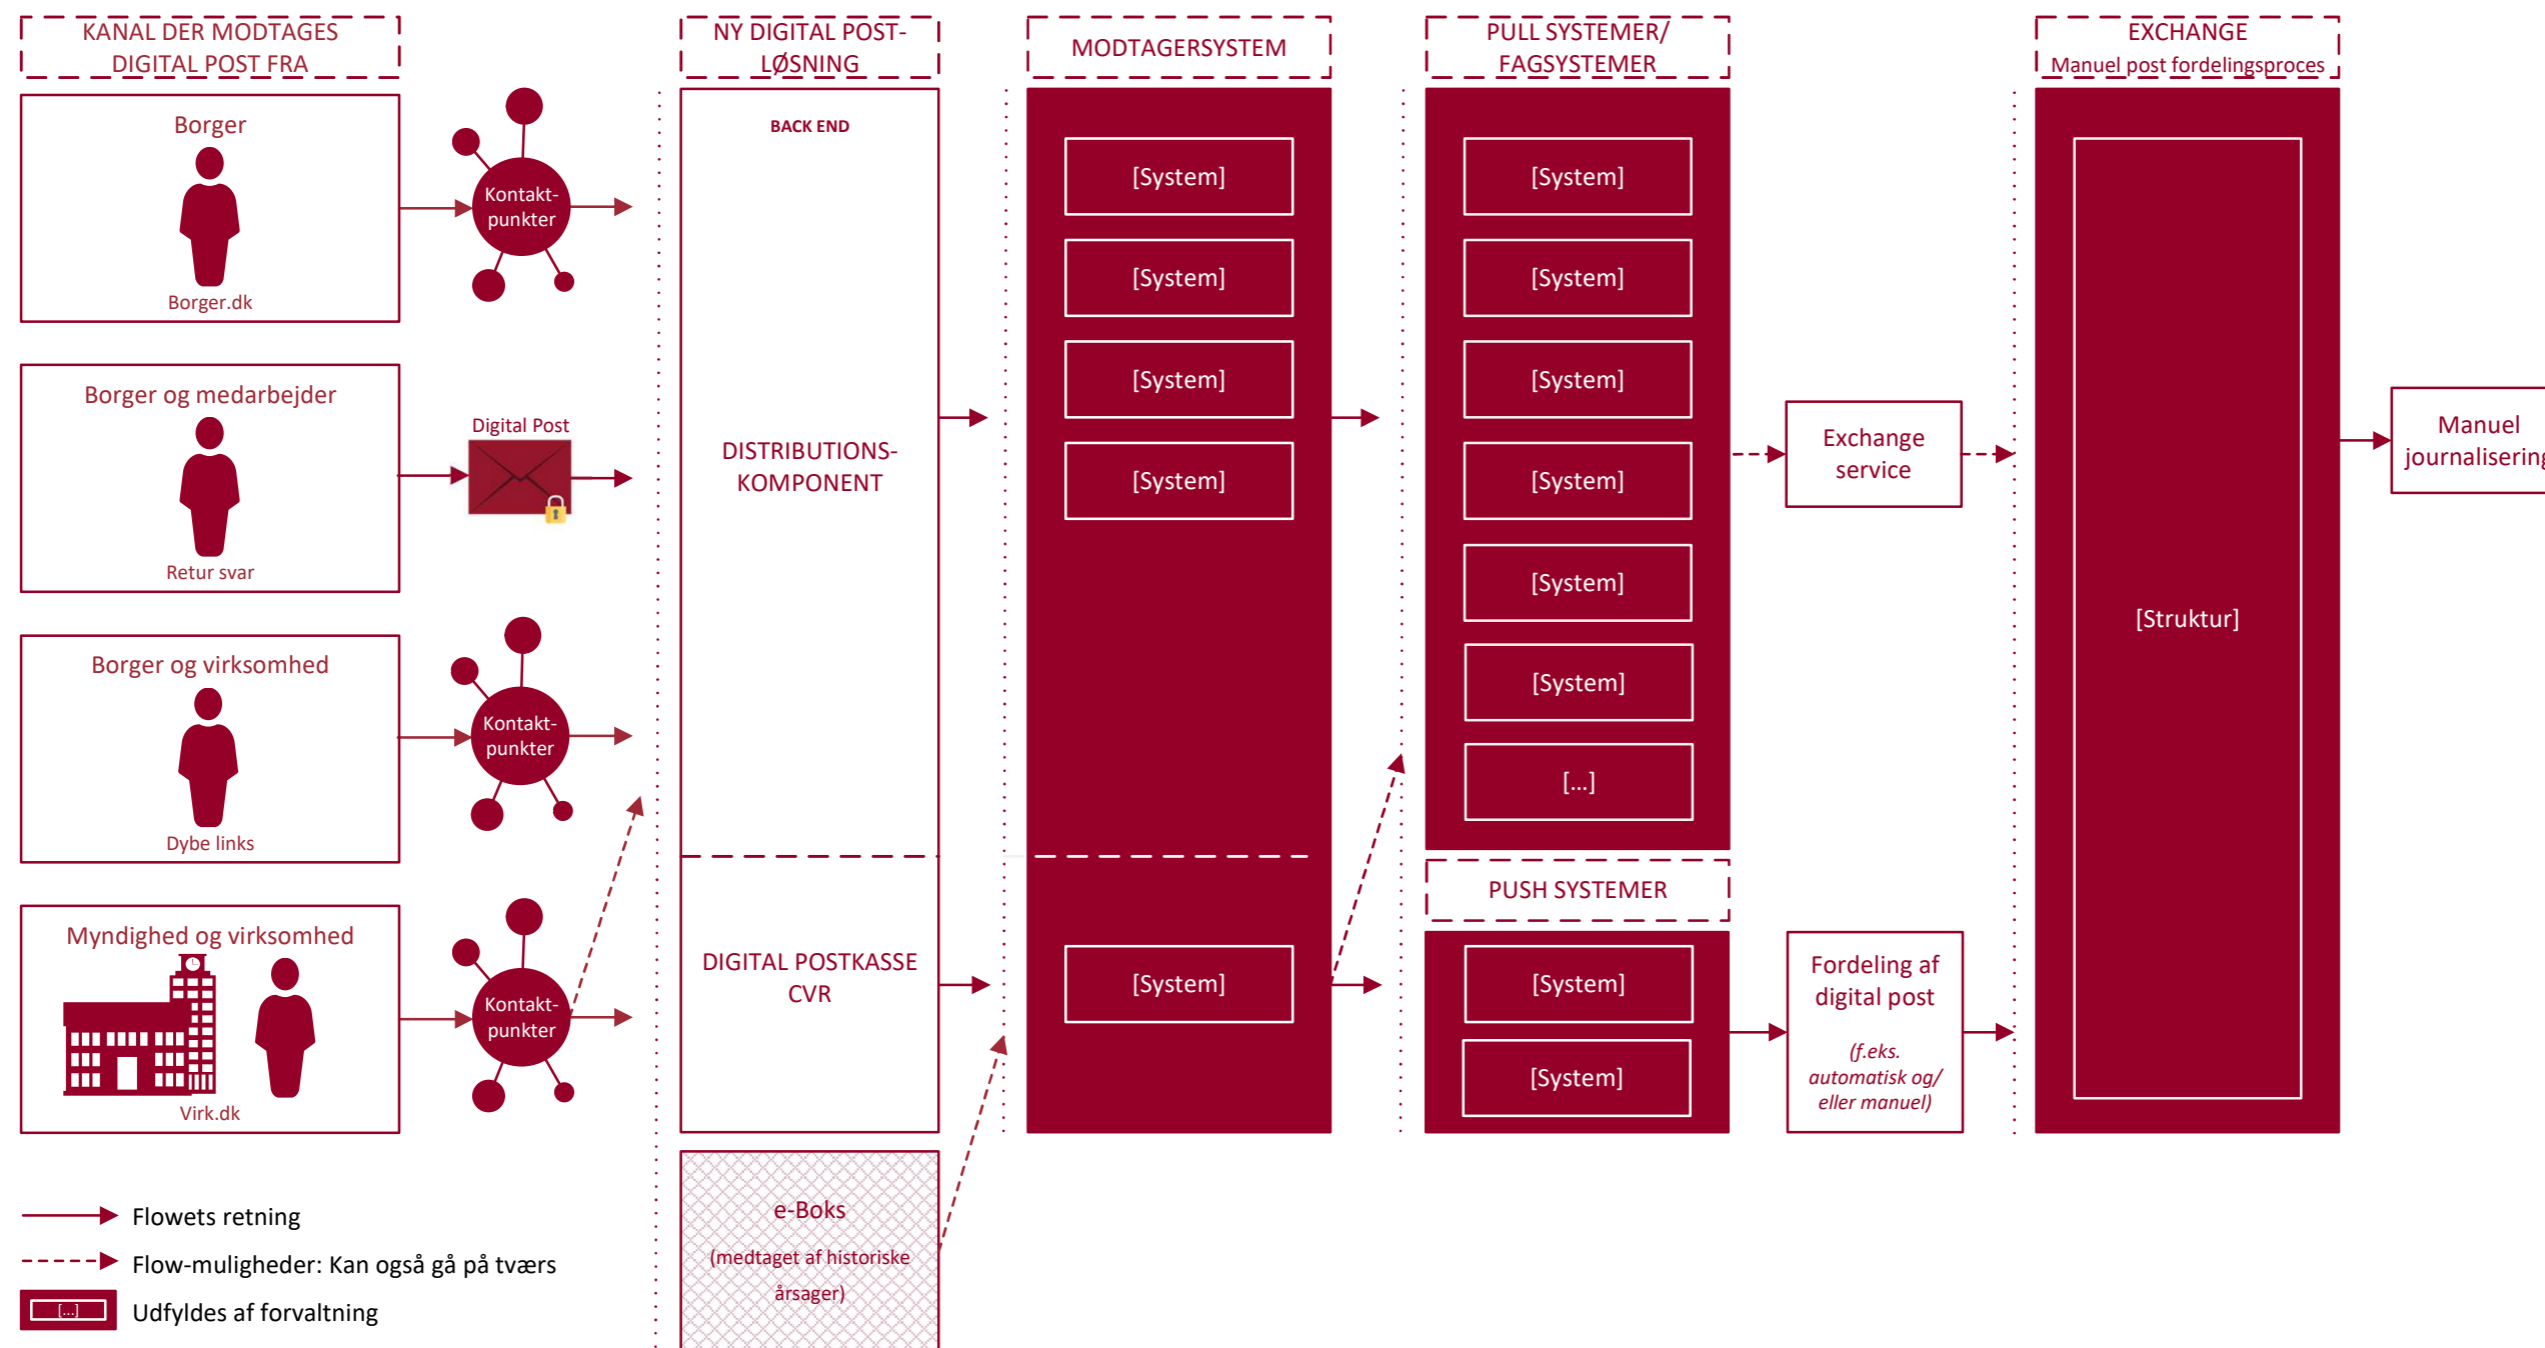 KANAL DER MODTAGES
DIGITAL POST FRA
Borger
Borger.dk
Kontakt-
punkter
Borger og medarbejder
Retur svar
Digital Post
Borger og virksomhed
Dybe links
Kontakt-
punkter
Myndighed og virksomhed
Virk.dk
Kontakt-
punkter
NY DIGITAL POST-
LØSNING
BACK END
DISTRIBUTIONS-
KOMPONENT
DIGITAL POSTKASSE
CVR
e-Boks
(medtaget af historiske
årsager)
MODTAGERSYSTEM
[System]
[System]
[System]
[System]
[System]
PULL SYSTEMER/
FAGSYSTEMER
[System]
[System]
[System]
[System]
[System]
[System]
[...]
PUSH SYSTEMER
[System]
[System]
Exchange
service
Fordeling af
digital post
(f.eks.
automatisk og/
eller manuel)
EXCHANGE
Manuel post fordelingsproces
[Struktur]
Manuel
journalisering
Flowets retning
Flow-muligheder: Kan også gå på tværs
[...]
Udfyldes af forvaltning